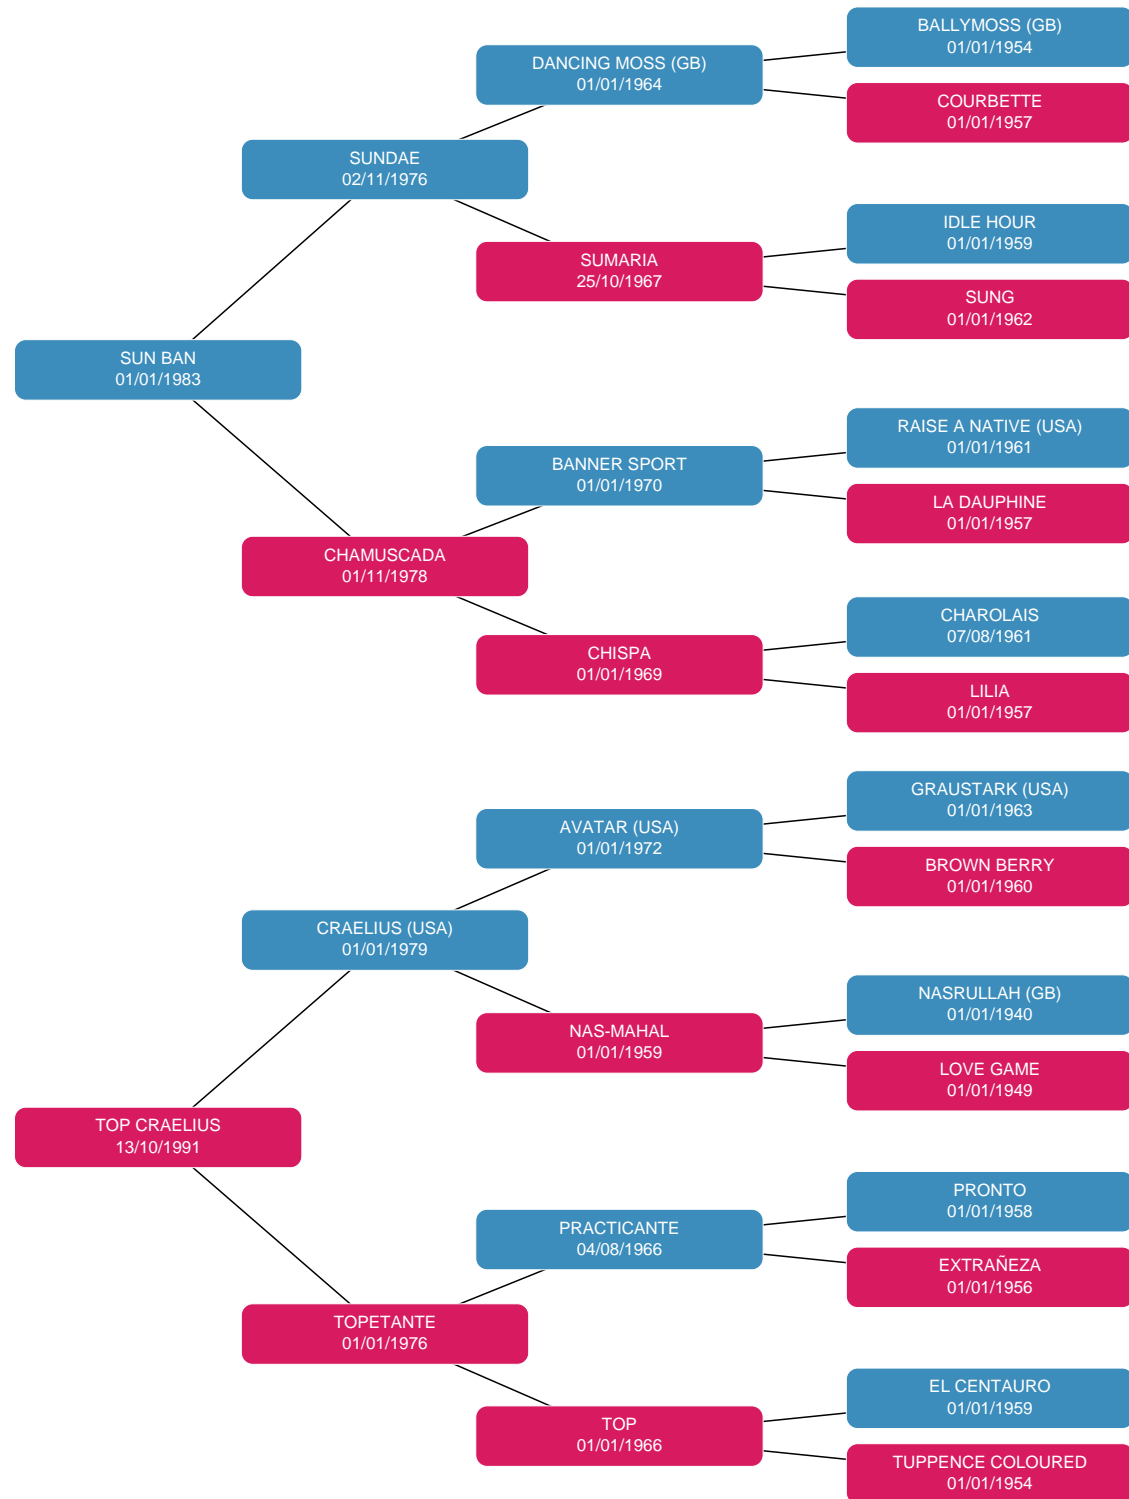 BALLYMOSS (GB)
01/01/1954
DANCING MOSS (GB)
01/01/1964
COURBETTE
01/01/1957
SUNDAE
02/11/1976
IDLE HOUR
01/01/1959
SUMARIA
25/10/1967
SUNG
01/01/1962
SUN BAN
01/01/1983
RAISE A NATIVE (USA)
01/01/1961
BANNER SPORT
01/01/1970
LA DAUPHINE
01/01/1957
CHAMUSCADA
01/11/1978
CHAROLAIS
07/08/1961
CHISPA
01/01/1969
LILIA
01/01/1957
GRAUSTARK (USA)
01/01/1963
AVATAR (USA)
01/01/1972
BROWN BERRY
01/01/1960
CRAELIUS (USA)
01/01/1979
NASRULLAH (GB)
01/01/1940
NAS-MAHAL
01/01/1959
LOVE GAME
01/01/1949
TOP CRAELIUS
13/10/1991
PRONTO
01/01/1958
PRACTICANTE
04/08/1966
EXTRAÑEZA
01/01/1956
TOPETANTE
01/01/1976
EL CENTAURO
01/01/1959
TOP
01/01/1966
TUPPENCE COLOURED
01/01/1954